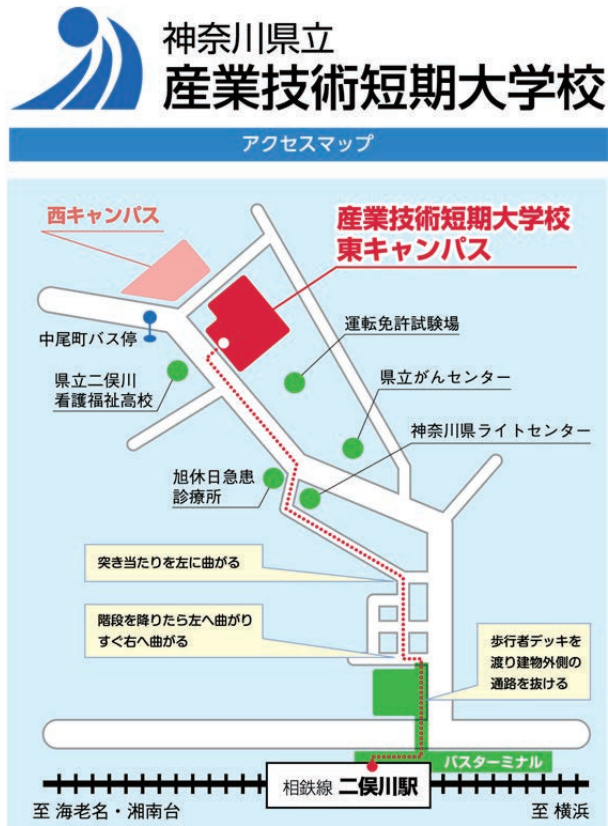 神奈川県立
産業技術短期大学校
アクセスマップ
西キャンパス
産業技術短期大学校
東キャンパス
中尾町バス停
運転免許試験場
県立二俣川
看護福祉高校
県立がんセンター
神奈川県ライトセンター
旭休日急患
診療所
突き当たりを左に曲がる
階段を降りたら左へ曲がり
すぐ右へ曲がる
歩行者デッキを
渡り建物外側の
通路を抜ける
バスターミナル
相鉄線 二俣川駅
至 海老名・湘南台
至 横浜